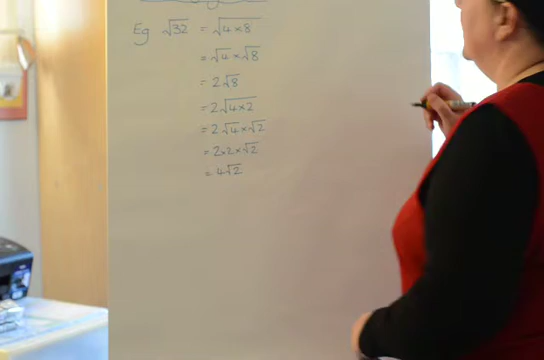 Eg √32 = √4×8
= √4 × √8
= 2√8
= 2√4×2
= 2√4 × √2
= 2×2×√2
= 4√2